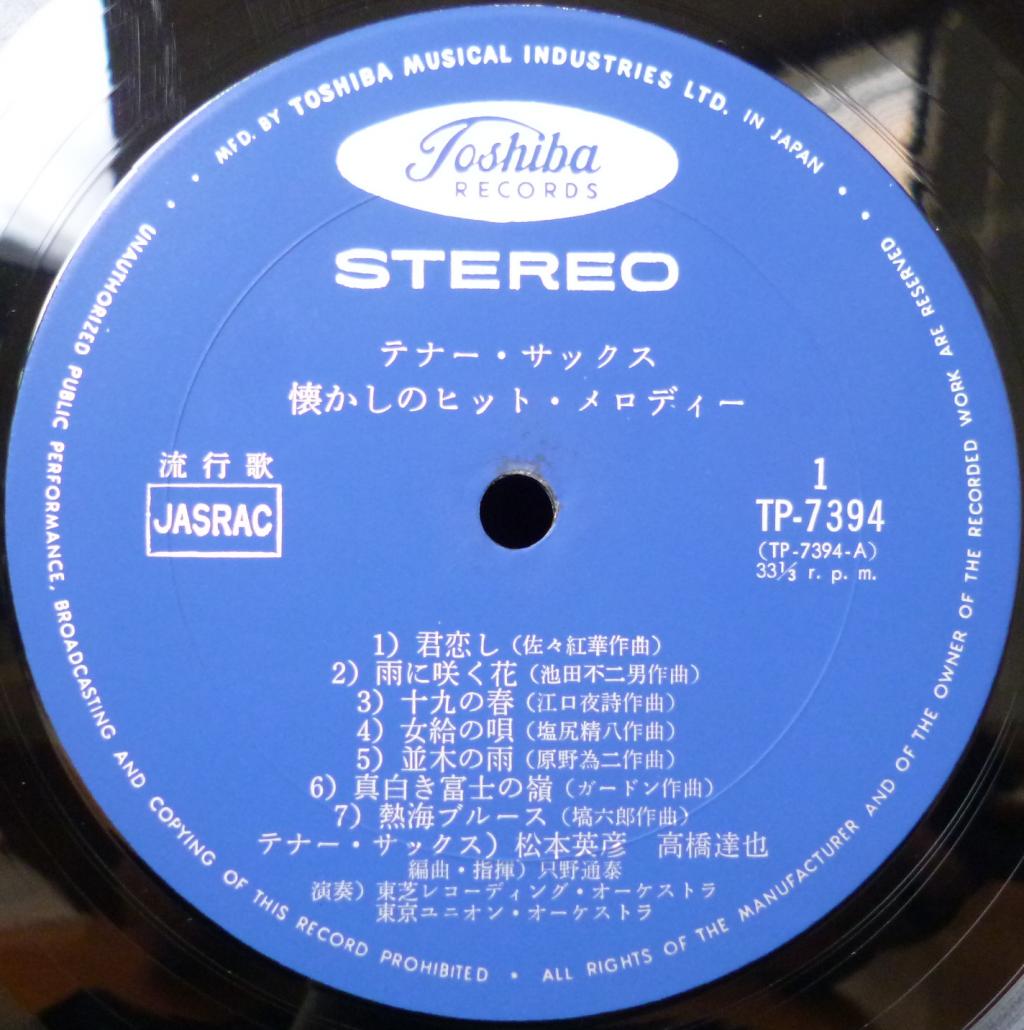 MFD. BY TOSHIBA MUSICAL INDUSTRIES LTD. IN JAPAN
Toshiba
RECORDS
STEREO
テナー・サックス
懐かしのヒット・メロディー
流行歌
JASRAC
1
TP-7394
(TP-7394-A)
33⅓ r. p. m.
1) 君恋し (佐々紅華作曲)
2) 雨に咲く花 (池田不二男作曲)
3) 十九の春 (江口夜詩作曲)
4) 女給の唄 (塩尻精八作曲)
5) 並木の雨 (原野為二作曲)
6) 真白き富士の嶺 (ガードン作曲)
7) 熱海ブルース (塙六郎作曲)
テナー・サックス) 松本英彦 高橋達也
編曲・指揮) 只野通泰
演奏) 東芝レコーディング・オーケストラ
東京ユニオン・オーケストラ
UNAUTHORIZED PUBLIC PERFORMANCE, BROADCASTING AND COPYING OF THIS RECORD PROHIBITED • ALL RIGHTS OF THE MANUFACTURER AND OF THE OWNER OF THE RECORDED WORK ARE RESERVED